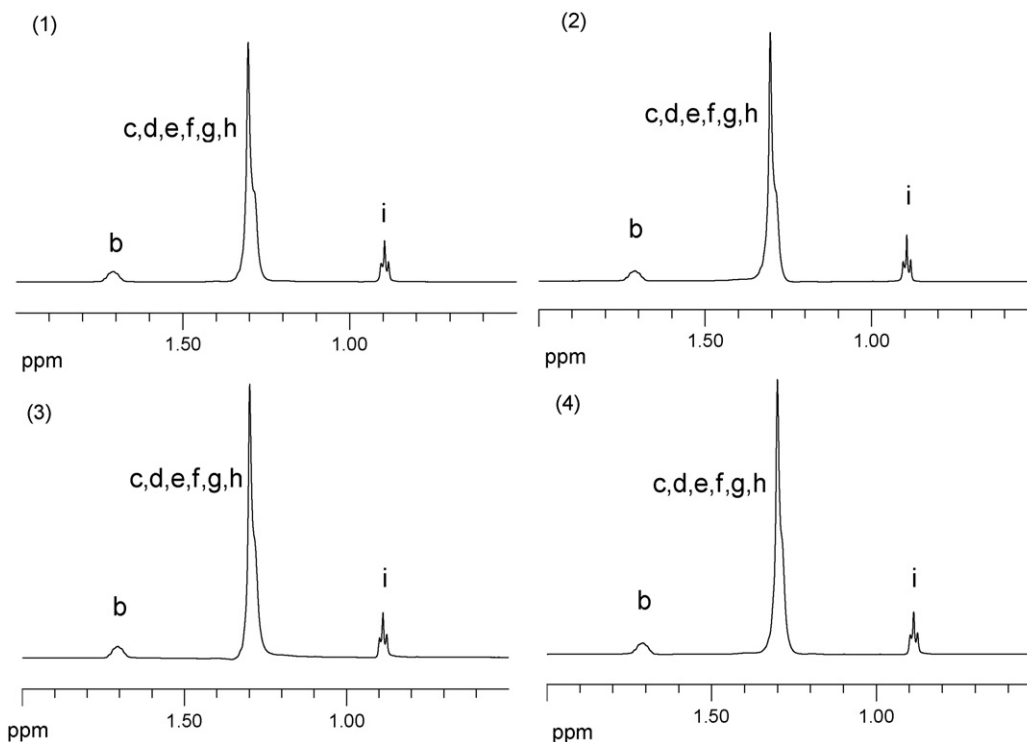 (1)
c,d,e,f,g,h
i
b
1.50 1.00
ppm
(2)
c,d,e,f,g,h
i
b
1.50 1.00
ppm
(3)
c,d,e,f,g,h
i
b
1.50 1.00
ppm
(4)
c,d,e,f,g,h
i
b
1.50 1.00
ppm